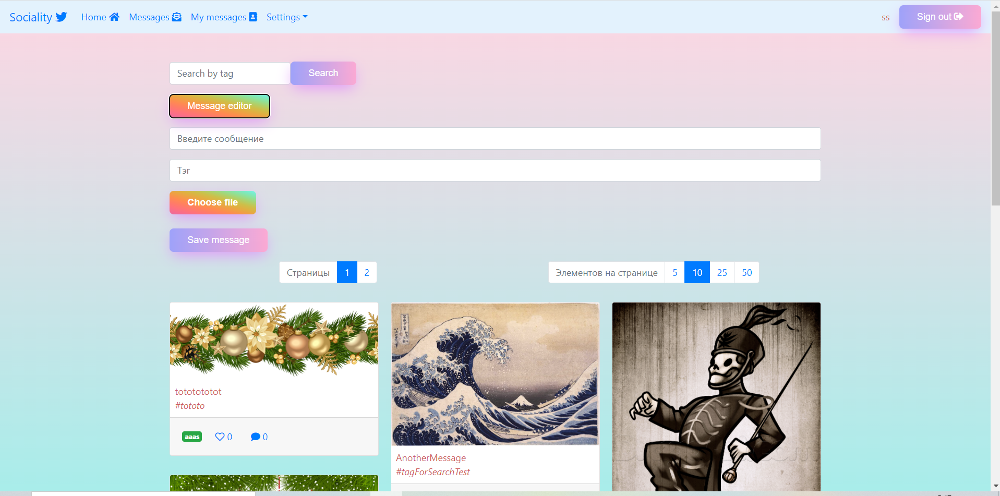 Sociality Home Messages My messages Settings ss Sign out
Search by tag Search
Message editor
Введите сообщение
Тэг
Choose file
Save message
Страницы 1 2 Элементов на странице 5 10 25 50
totototot
#tototo
aaas 0 0
AnotherMessage
#tagForSearchTest